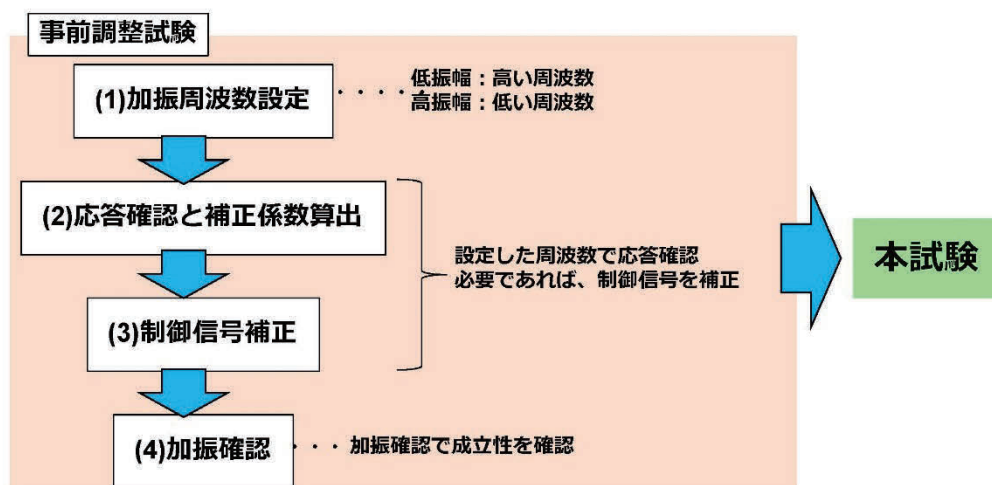 事前調整試験
(1)加振周波数設定
・・・・
低振幅：高い周波数
高振幅：低い周波数
(2)応答確認と補正係数算出
設定した周波数で応答確認
必要であれば、制御信号を補正
(3)制御信号補正
(4)加振確認
・・・ 加振確認で成立性を確認
本試験